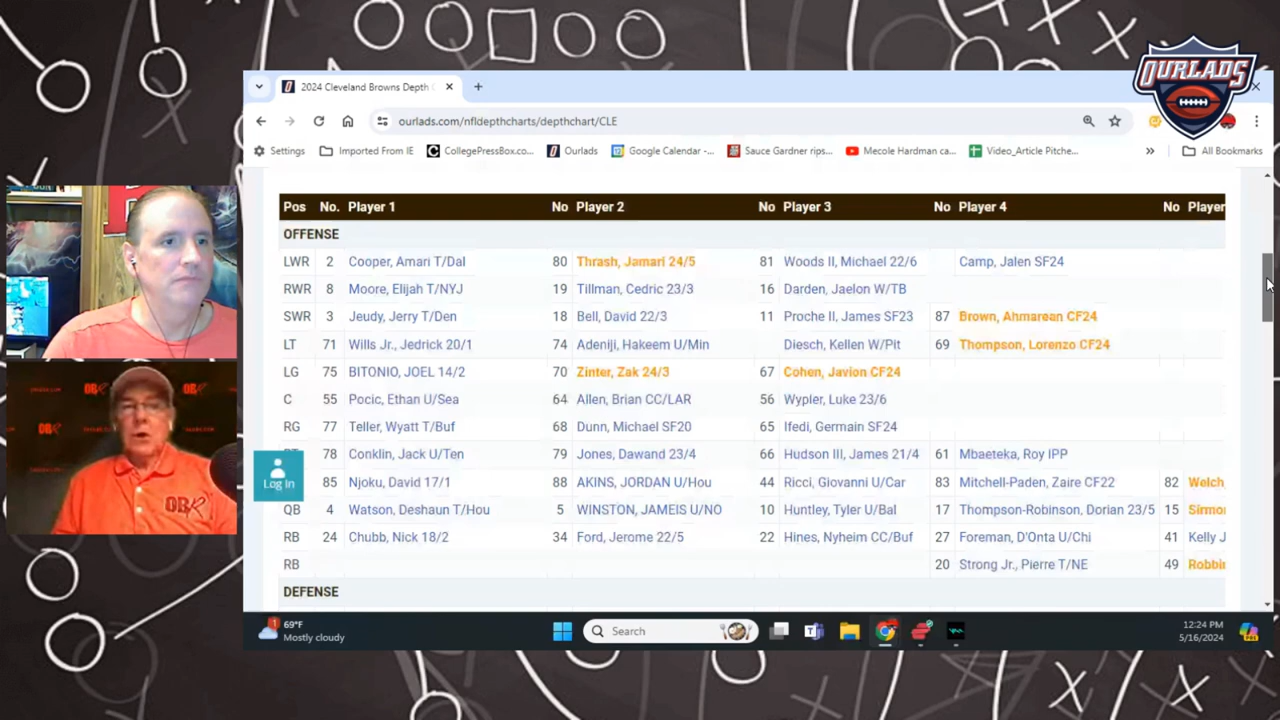 OURLADS
2024 Cleveland Browns Depth
ourlads.com/nfldepthcharts/depthchart/CLE
Settings Imported From IE CollegePressBox.co... Ourlads Google Calendar -... Sauce Gardner rips... Mecole Hardman ca... Video_Article Pitche... » All Bookmarks
Pos No. Player 1 No Player 2 No Player 3 No Player 4 No Player
OFFENSE
LWR 2 Cooper, Amari T/Dal 80 Thrash, Jamari 24/5 81 Woods II, Michael 22/6 Camp, Jalen SF24
RWR 8 Moore, Elijah T/NYJ 19 Tillman, Cedric 23/3 16 Darden, Jaelon W/TB
SWR 3 Jeudy, Jerry T/Den 18 Bell, David 22/3 11 Proche II, James SF23 87 Brown, Ahmarean CF24
LT 71 Wills Jr., Jedrick 20/1 74 Adeniji, Hakeem U/Min Diesch, Kellen W/Pit 69 Thompson, Lorenzo CF24
LG 75 BITONIO, JOEL 14/2 70 Zinter, Zak 24/3 67 Cohen, Javion CF24
C 55 Pocic, Ethan U/Sea 64 Allen, Brian CC/LAR 56 Wypler, Luke 23/6
RG 77 Teller, Wyatt T/Buf 68 Dunn, Michael SF20 65 Ifedi, Germain SF24
78 Conklin, Jack U/Ten 79 Jones, Dawand 23/4 66 Hudson III, James 21/4 61 Mbaeteka, Roy IPP
85 Njoku, David 17/1 88 AKINS, JORDAN U/Hou 44 Ricci, Giovanni U/Car 83 Mitchell-Paden, Zaire CF22 82 Welch,
Log In
QB 4 Watson, Deshaun T/Hou 5 WINSTON, JAMEIS U/NO 10 Huntley, Tyler U/Bal 17 Thompson-Robinson, Dorian 23/5 15 Sirmon
RB 24 Chubb, Nick 18/2 34 Ford, Jerome 22/5 22 Hines, Nyheim CC/Buf 27 Foreman, D'Onta U/Chi 41 Kelly J
RB 20 Strong Jr., Pierre T/NE 49 Robbin
DEFENSE
OBR
OBR
1 69°F
Mostly cloudy
Search
12:24 PM
5/16/2024